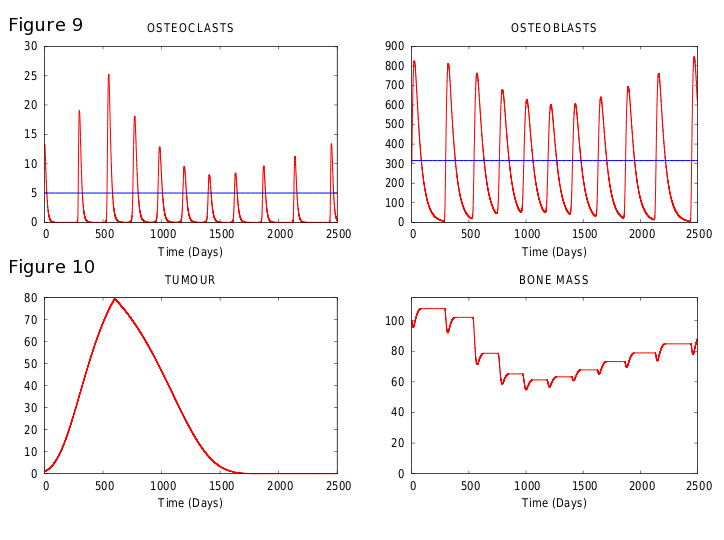 Figure 9
OSTEOCLASTS
30
25
20
15
10
5
0
0 500 1000 1500 2000 2500
Time (Days)
OSTEOBLASTS
900
800
700
600
500
400
300
200
100
0
0 500 1000 1500 2000 2500
Time (Days)
Figure 10
TUMOUR
80
70
60
50
40
30
20
10
0
0 500 1000 1500 2000 2500
Time (Days)
BONE MASS
100
80
60
40
20
0
0 500 1000 1500 2000 2500
Time (Days)